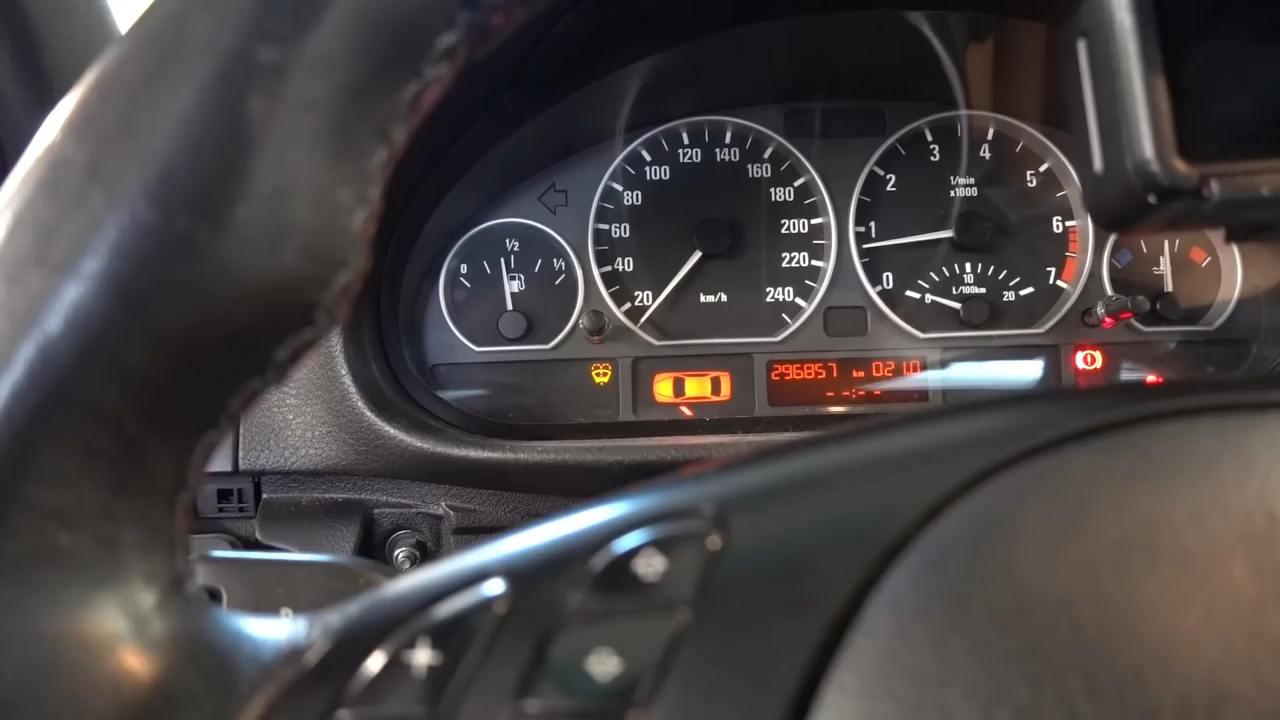 0 1/2 1/1
20 40 60 80 100 120 140 160 180 200 220 240
km/h
0 1 2 3 4 5 6 7
1/min
x1000
0 10 20
L/100km
296857 km 021.0
--:--